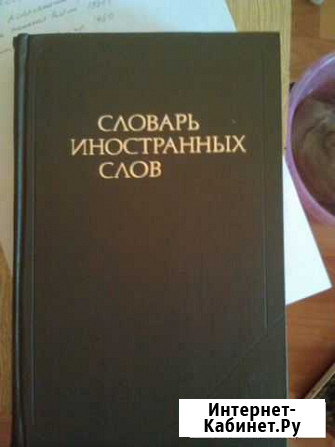 СЛОВАРЬ
ИНОСТРАННЫХ
СЛОВ
Интернет-
Кабинет.Ру